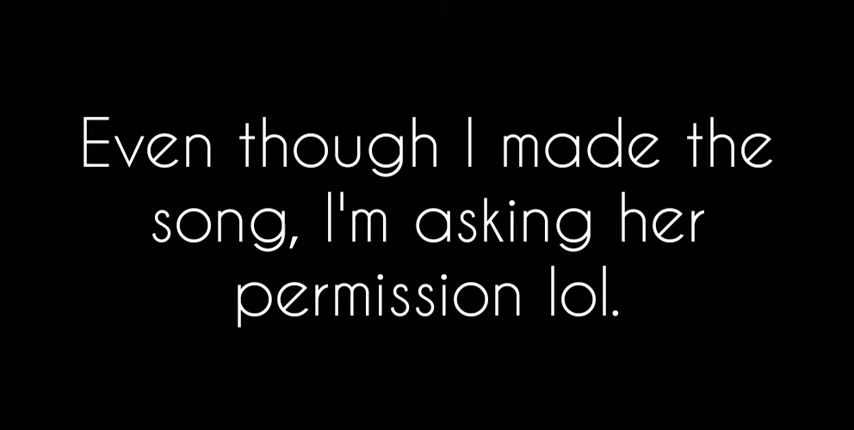 Even though I made the
song, I'm asking her
permission lol.